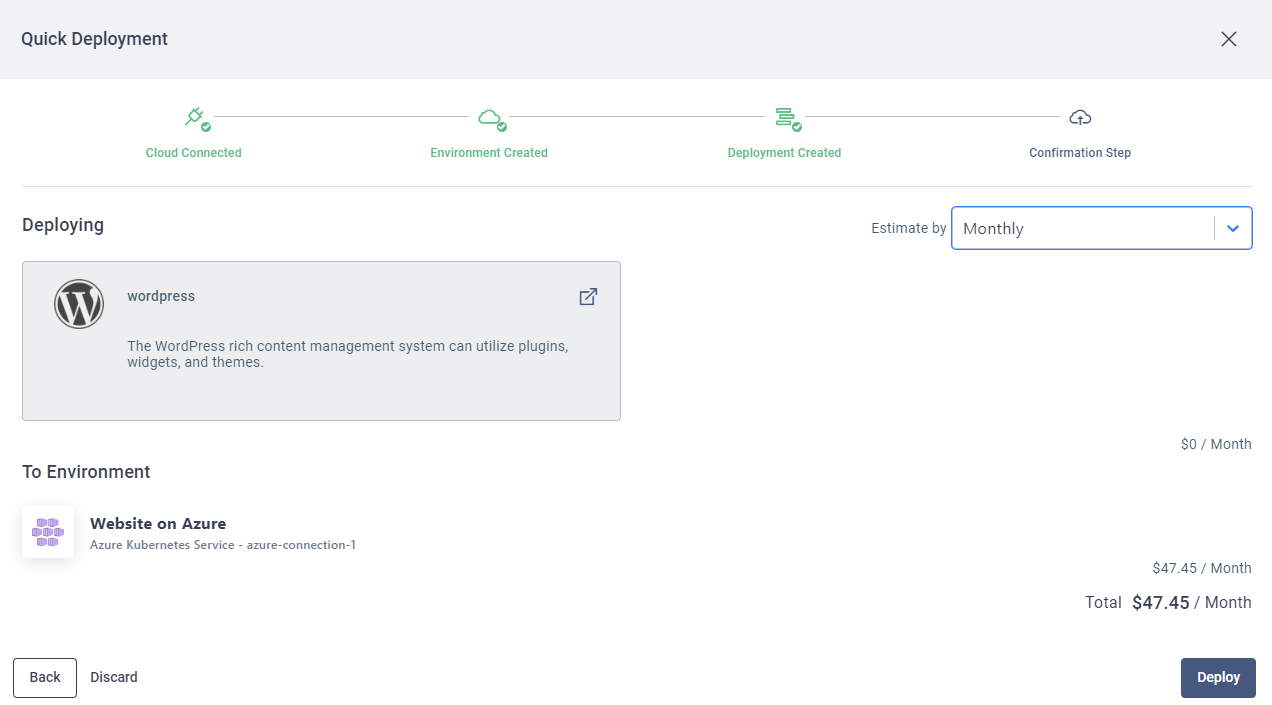 Quick Deployment
Cloud Connected
Environment Created
Deployment Created
Confirmation Step
Deploying
Estimate by
Monthly
wordpress
The WordPress rich content management system can utilize plugins,
widgets, and themes.
$0 / Month
To Environment
Website on Azure
Azure Kubernetes Service - azure-connection-1
$47.45 / Month
Total $47.45 / Month
Back
Discard
Deploy